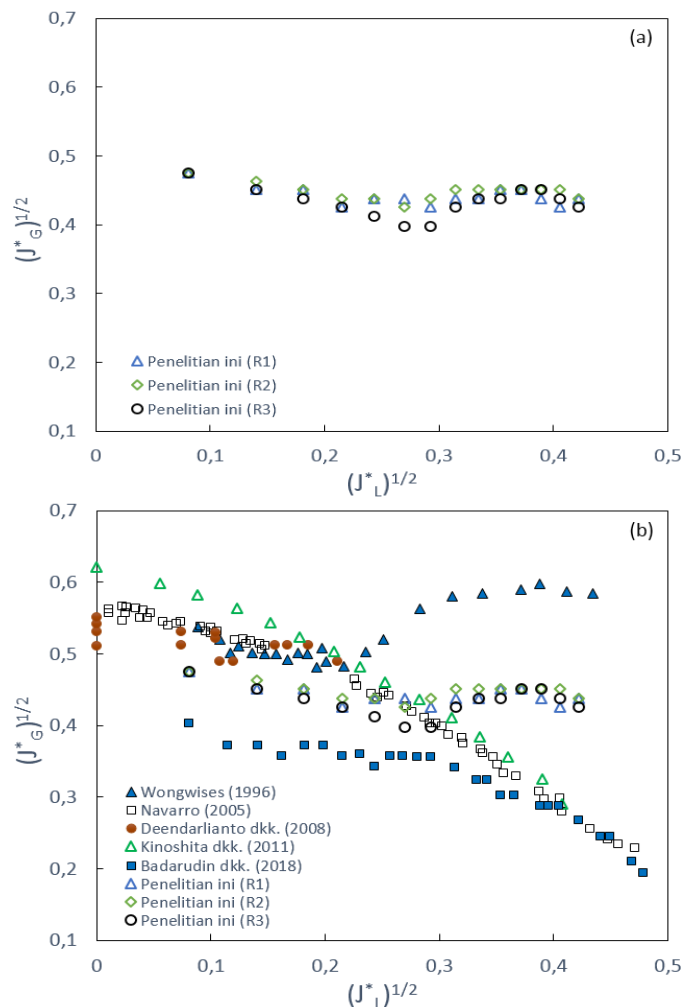 0,7
(a)
0,6
0,5
0,4
0,3
0,2
0,1
(J*G)1/2
Penelitian ini (R1)
Penelitian ini (R2)
Penelitian ini (R3)
0 0,1 0,2 0,3 0,4 0,5
(J*L)1/2
0,7
(b)
0,6
0,5
0,4
0,3
0,2
0,1
(J*G)1/2
Wongwises (1996)
Navarro (2005)
Deendarlianto dkk. (2008)
Kinoshita dkk. (2011)
Badarudin dkk. (2018)
Penelitian ini (R1)
Penelitian ini (R2)
Penelitian ini (R3)
0 0,1 0,2 0,3 0,4 0,5
(J*L)1/2